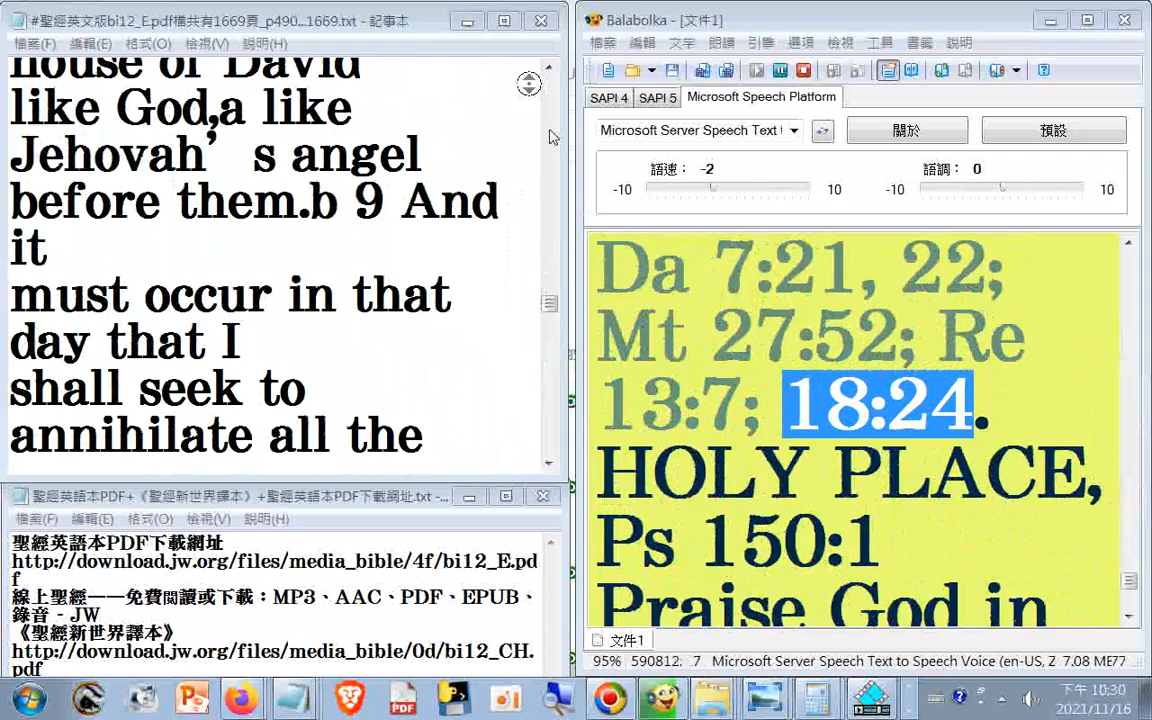 #聖經英文版bi12_E.pdf檔共有1669頁_p490...1669.txt - 記事本
檔案(F) 編輯(E) 格式(O) 檢視(V) 說明(H)
house of David
like God,a like
Jehovah’s angel
before them.b 9 And
it
must occur in that
day that I
shall seek to
annihilate all the
聖經英語本PDF+《聖經新世界譯本》+聖經英語本PDF下載網址.txt -...
檔案(F) 編輯(E) 格式(O) 檢視(V) 說明(H)
聖經英語本PDF下載網址
http://download.jw.org/files/media_bible/4f/bi12_E.pd
f
線上聖經——免費閱讀或下載：MP3、AAC、PDF、EPUB、
錄音 - JW
《聖經新世界譯本》
http://download.jw.org/files/media_bible/0d/bi12_CH.
pdf
Balabolka - [文件1]
檔案 編輯 文字 朗讀 引擎 選項 檢視 工具 書籤 說明
SAPI 4 SAPI 5 Microsoft Speech Platform
Microsoft Server Speech Text 關於 預設
語速： -2 語調： 0
-10 10 -10 10
Da 7:21, 22;
Mt 27:52; Re
13:7; 18:24.
HOLY PLACE,
Ps 150:1
Praise God in
文件1
95% 590812: 7 Microsoft Server Speech Text to Speech Voice (en-US, Z 7.08 ME77
下午 10:30
2021/11/16